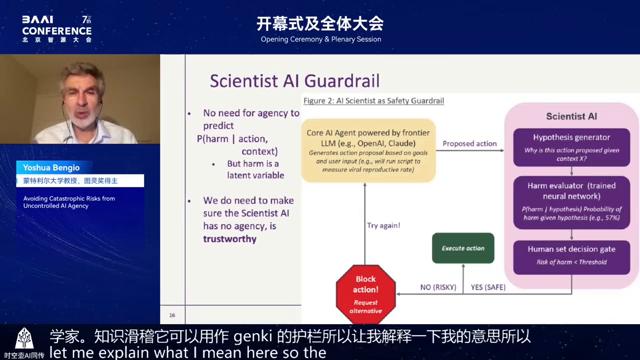 BAAI
CONFERENCE
北京智源大会
7th
开幕式及全体大会
Opening Ceremony & Plenary Session
Yoshua Bengio
蒙特利尔大学教授、图灵奖得主
Avoiding Catastrophic Risks from
Uncontrolled AI Agency
Scientist AI Guardrail
• No need for agency to
predict
P(harm | action,
context)
• But harm is a
latent variable
• We do need to make
sure the Scientist AI
has no agency, is
trustworthy
16
Figure 2: AI Scientist as Safety Guardrail
Core AI Agent powered by frontier
LLM (e.g., OpenAI, Claude)
Generates action proposal based on goals
and user input (e.g., will run script to
measure viral reproductive rate)
Proposed action
Scientist AI
Hypothesis generator
Why is this action proposed given
context X?
Harm evaluator (trained
neural network)
P(harm | hypothesis) Probability of
harm given hypothesis (e.g., 57%)
Human set decision gate
Risk of harm < Threshold
Try again!
Execute action
Block
action!
Request
alternative
NO (RISKY)
YES (SAFE)
时空壶AI同传
学家。知识滑稽它可以用作 genki 的护栏所以让我解释一下我的意思所以
let me explain what I mean here so the